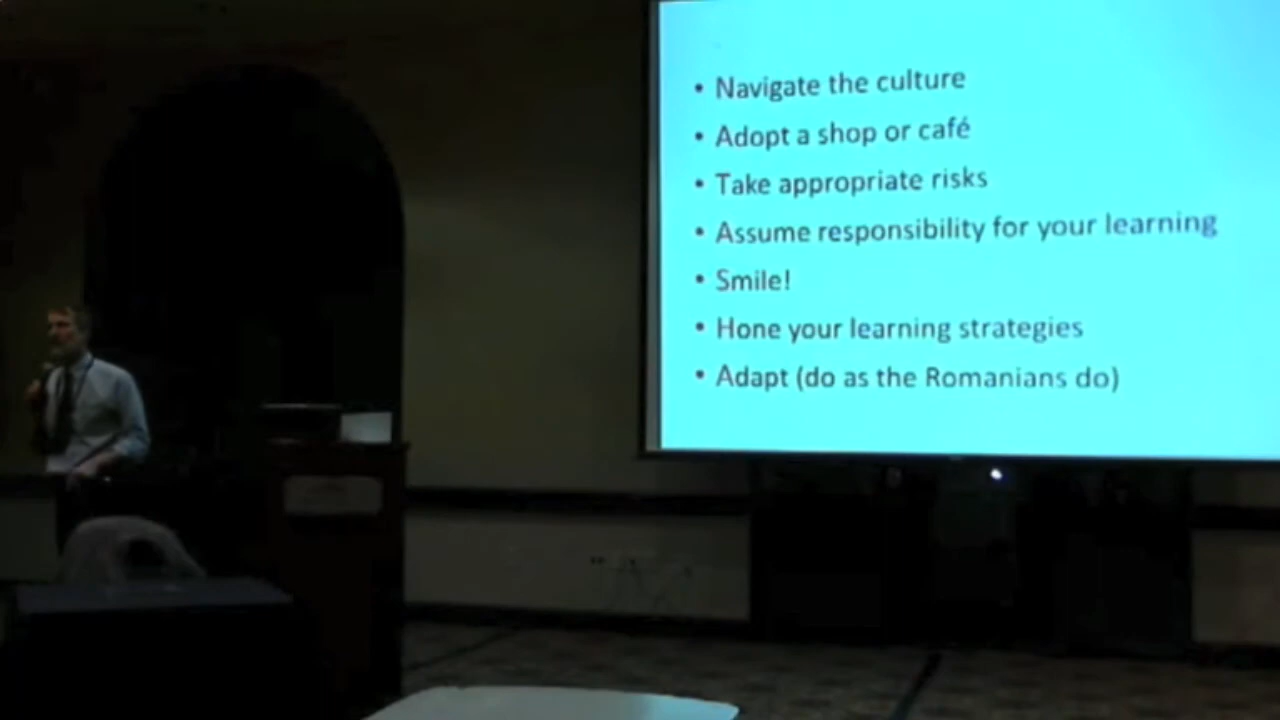 • Navigate the culture
• Adopt a shop or café
• Take appropriate risks
• Assume responsibility for your learning
• Smile!
• Hone your learning strategies
• Adapt (do as the Romanians do)